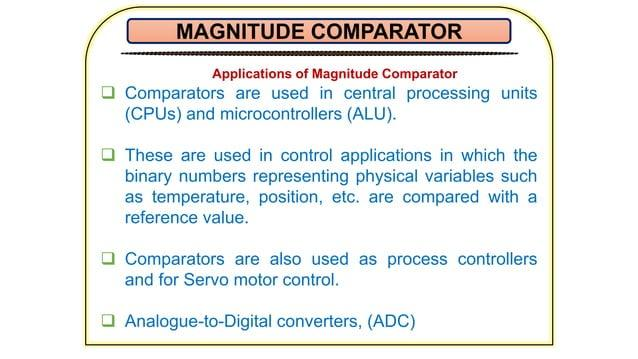 MAGNITUDE COMPARATOR
Applications of Magnitude Comparator
Comparators are used in central processing units
(CPUs) and microcontrollers (ALU).
These are used in control applications in which the
binary numbers representing physical variables such
as temperature, position, etc. are compared with a
reference value.
Comparators are also used as process controllers
and for Servo motor control.
Analogue-to-Digital converters, (ADC)